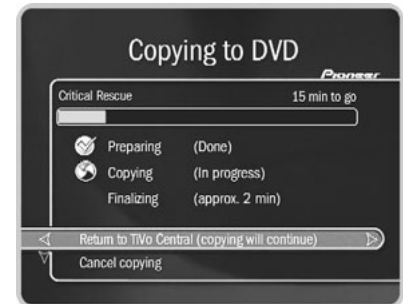 Copying to DVD
Pioneer
Critical Rescue 15 min to go
Preparing (Done)
Copying (In progress)
Finalizing (approx. 2 min)
Return to TiVo Central (copying will continue)
Cancel copying